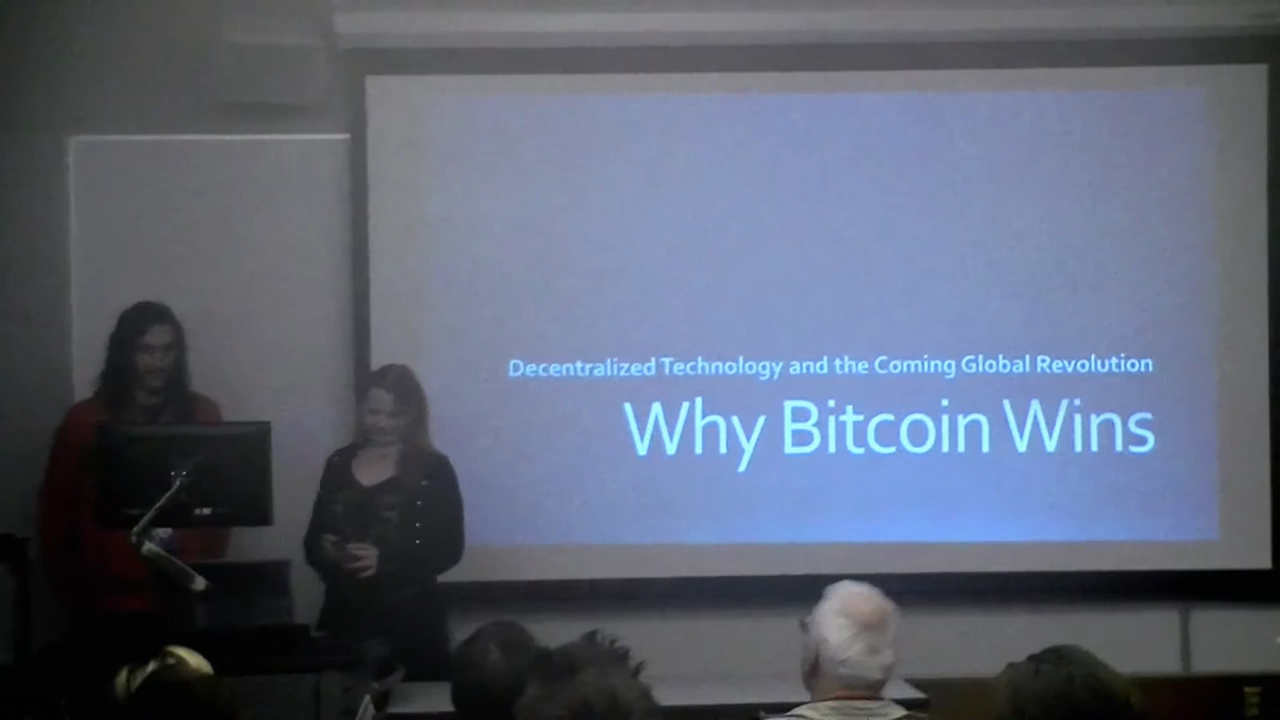 Decentralized Technology and the Coming Global Revolution
Why Bitcoin Wins